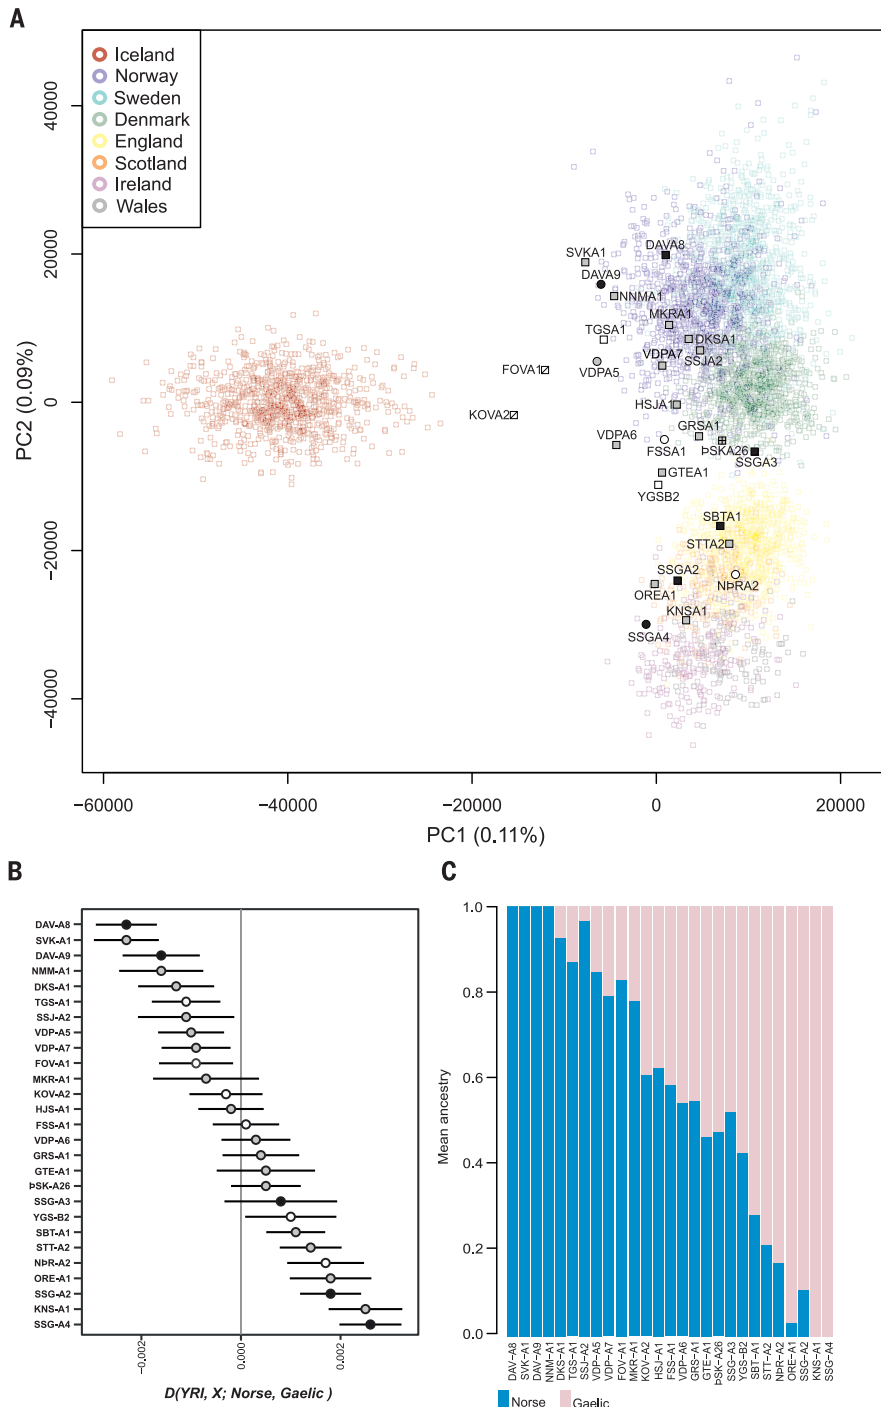 A
Iceland
Norway
Sweden
Denmark
England
Scotland
Ireland
Wales
40000
20000
0
−20000
−40000
PC2 (0.09%)
SVKA1
DAVA8
DAVA9
NNMA1
MKRA1
TGSA1
DKSA1
VDPA7
SSJA2
FOVA1
VDPA5
KOVA2
HSJA1
GRSA1
VDPA6
FSSA1
ÞSKA26
SSGA3
GTEA1
YGSB2
SBTA1
STTA2
SSGA2
NÞRA2
OREA1
KNSA1
SSGA4
−60000
−40000
−20000
0
20000
PC1 (0.11%)
B
DAV-A8
SVK-A1
DAV-A9
NMM-A1
DKS-A1
TGS-A1
SSJ-A2
VDP-A5
VDP-A7
FOV-A1
MKR-A1
KOV-A2
HJS-A1
FSS-A1
VDP-A6
GRS-A1
GTE-A1
ÞSK-A26
SSG-A3
YGS-B2
SBT-A1
STT-A2
NÞR-A2
ORE-A1
SSG-A2
KNS-A1
SSG-A4
−0.002
0.000
0.002
D(YRI, X; Norse, Gaelic )
C
1.0
0.8
0.6
0.4
0.2
0.0
Mean ancestry
DAV-A8
SVK-A1
DAV-A9
NNM-A1
DKS-A1
TGS-A1
SSJ-A2
VDP-A5
VDP-A7
FOV-A1
MKR-A1
KOV-A2
HSJ-A1
FSS-A1
VDP-A6
GRS-A1
GTE-A1
ÞSK-A26
SSG-A3
YGS-B2
SBT-A1
STT-A2
NÞR-A2
ORE-A1
SSG-A2
KNS-A1
SSG-A4
Norse
Gaelic